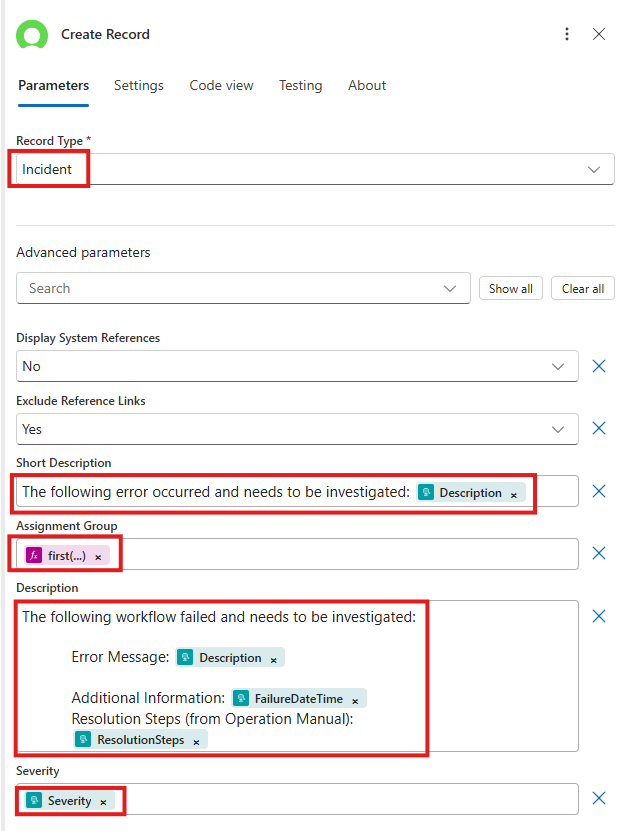 Create Record
Parameters Settings Code view Testing About
Record Type *
Incident
Advanced parameters
Search Show all Clear all
Display System References
No
Exclude Reference Links
Yes
Short Description
The following error occurred and needs to be investigated: Description ×
Assignment Group
fx first(...) ×
Description
The following workflow failed and needs to be investigated:
Error Message: Description ×
Additional Information: FailureDateTime ×
Resolution Steps (from Operation Manual):
ResolutionSteps ×
Severity
Severity ×